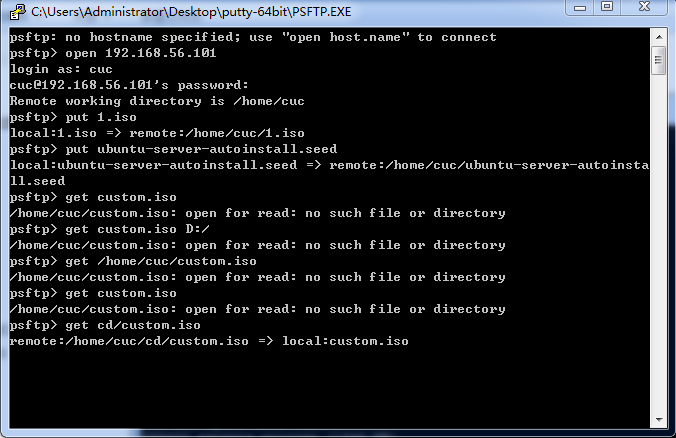 C:\Users\Administrator\Desktop\putty-64bit\PSFTP.EXE
psftp: no hostname specified; use "open host.name" to connect
psftp> open 192.168.56.101
login as: cuc
cuc@192.168.56.101's password:
Remote working directory is /home/cuc
psftp> put 1.iso
local:1.iso => remote:/home/cuc/1.iso
psftp> put ubuntu-server-autoinstall.seed
local:ubuntu-server-autoinstall.seed => remote:/home/cuc/ubuntu-server-autoinsta
ll.seed
psftp> get custom.iso
/home/cuc/custom.iso: open for read: no such file or directory
psftp> get custom.iso D:/
/home/cuc/custom.iso: open for read: no such file or directory
psftp> get /home/cuc/custom.iso
/home/cuc/custom.iso: open for read: no such file or directory
psftp> get custom.iso
/home/cuc/custom.iso: open for read: no such file or directory
psftp> get cd/custom.iso
remote:/home/cuc/cd/custom.iso => local:custom.iso